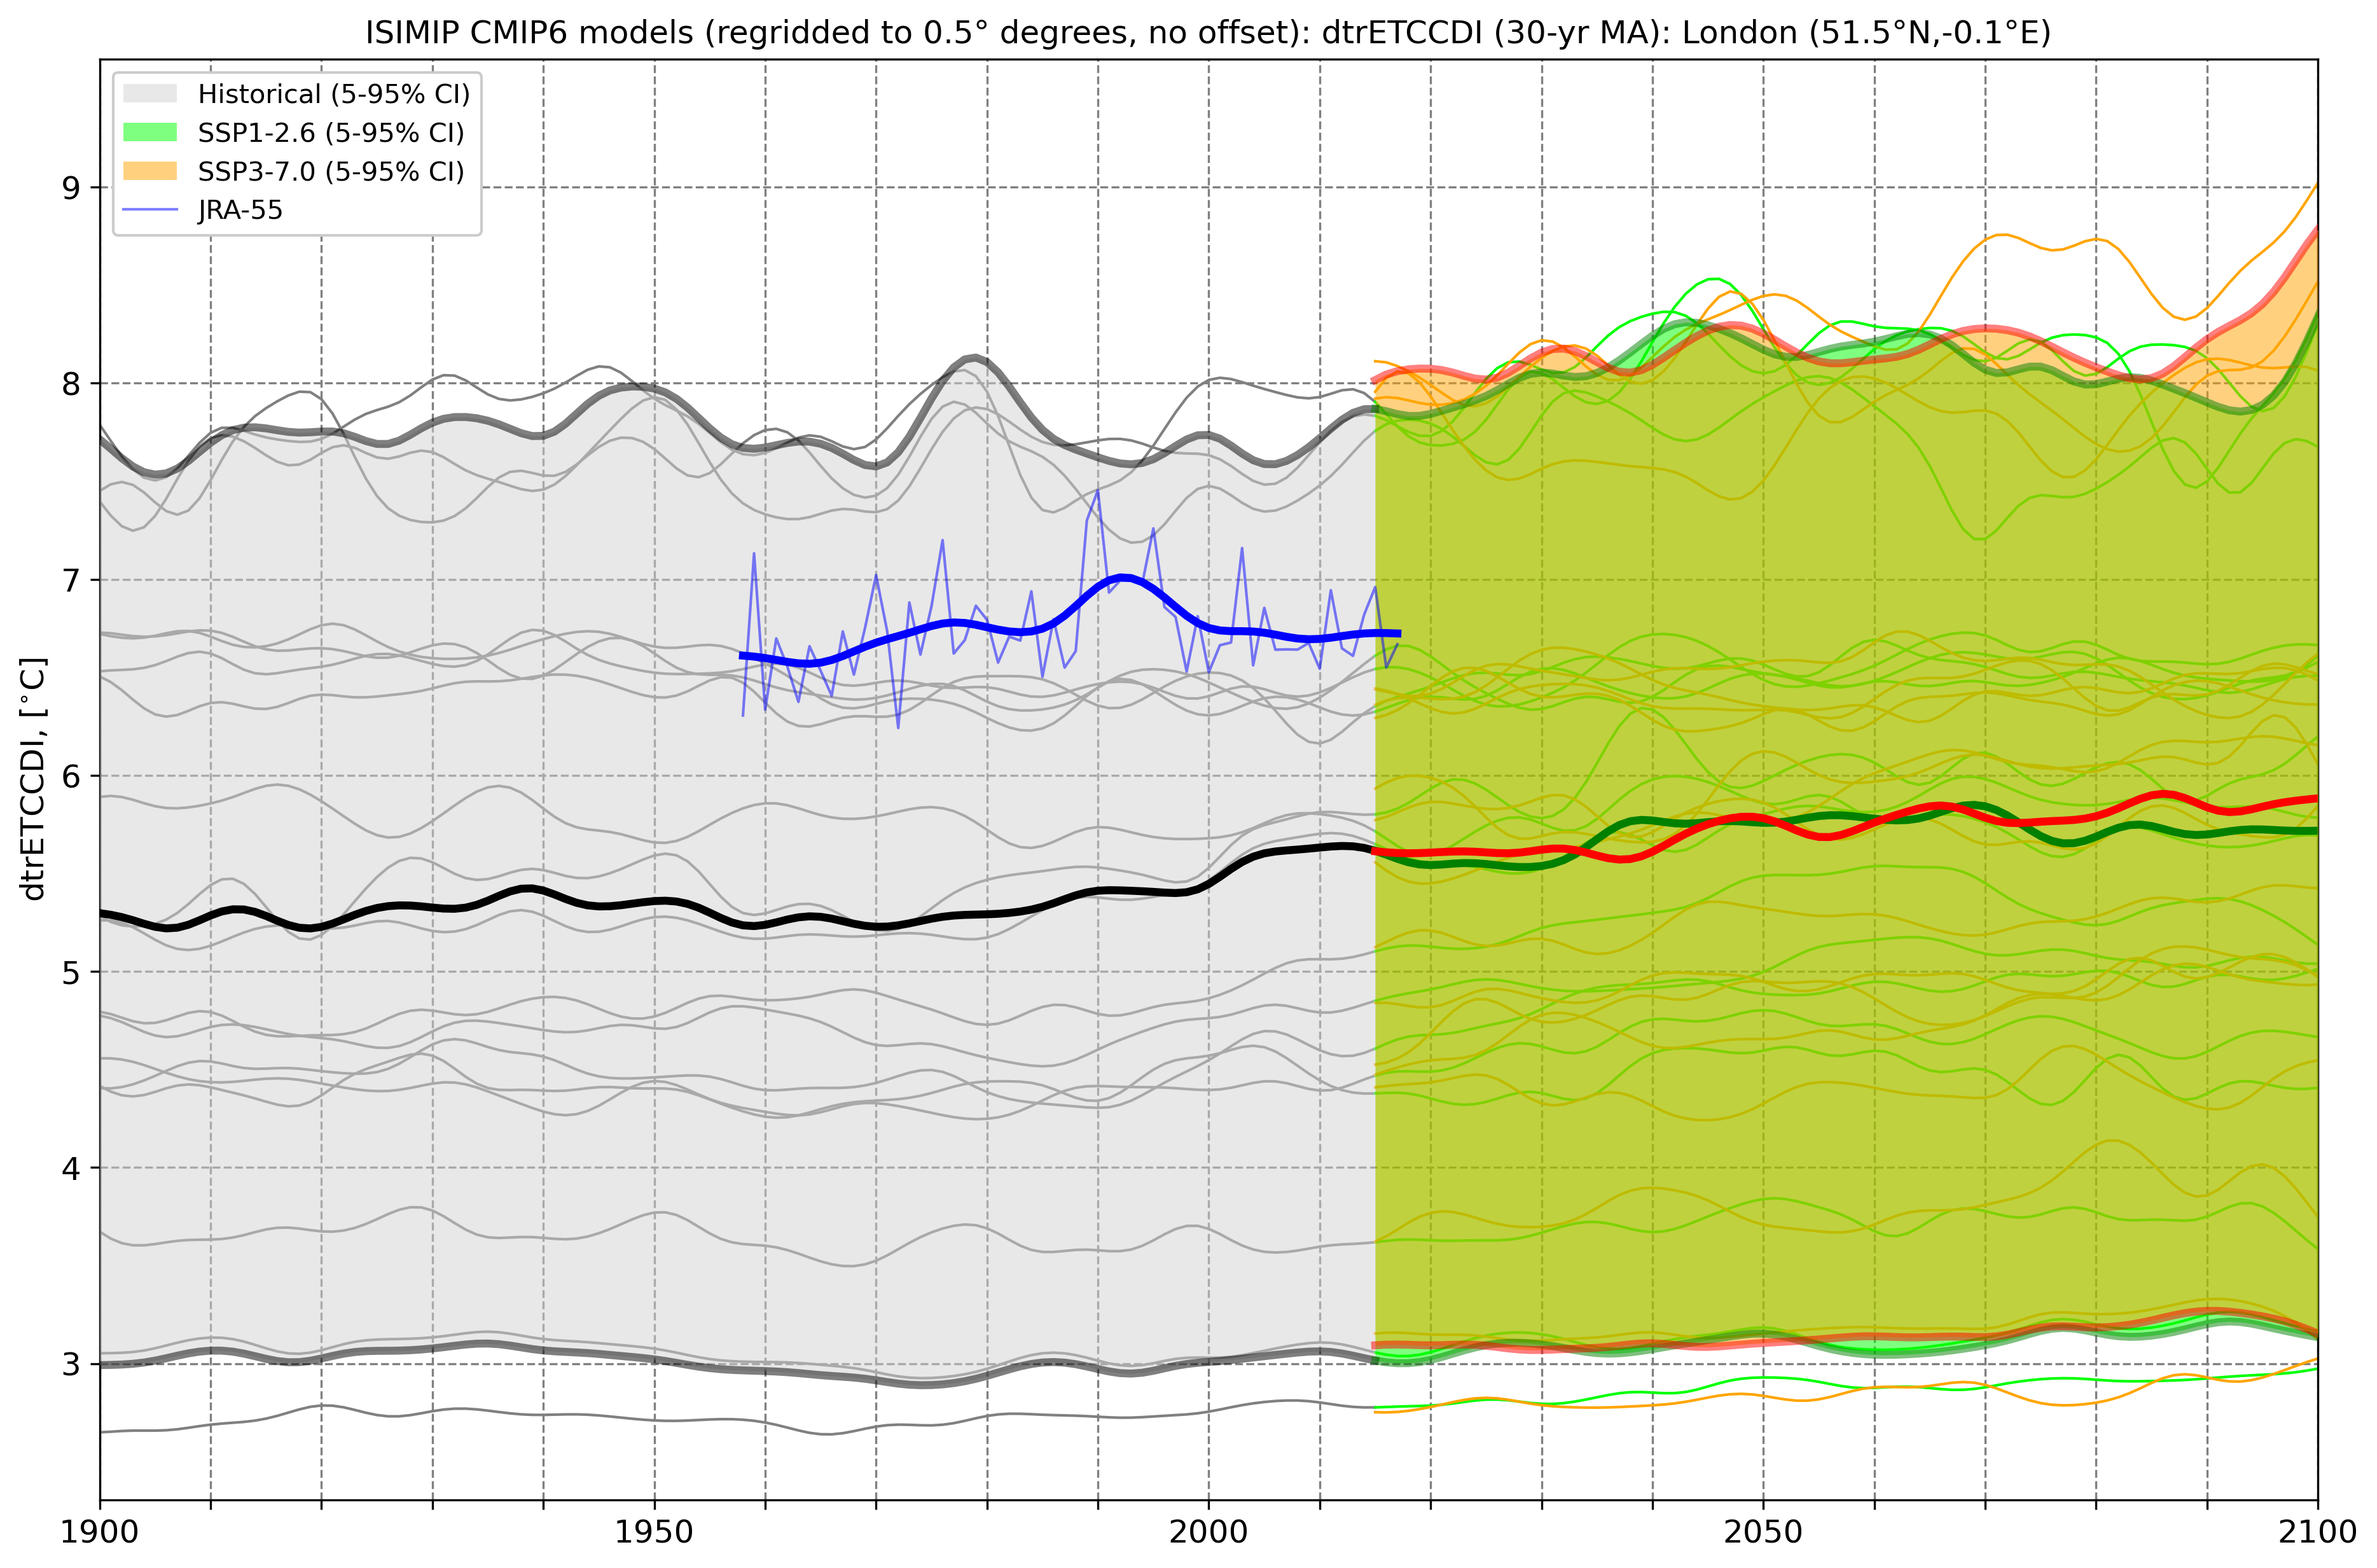 ISIMIP CMIP6 models (regridded to 0.5° degrees, no offset): dtrETCCDI (30-yr MA): London (51.5°N,-0.1°E)
Historical (5-95% CI)
SSP1-2.6 (5-95% CI)
SSP3-7.0 (5-95% CI)
JRA-55
dtrETCCDI, [°C]
9
8
7
6
5
4
3
1900
1950
2000
2050
2100